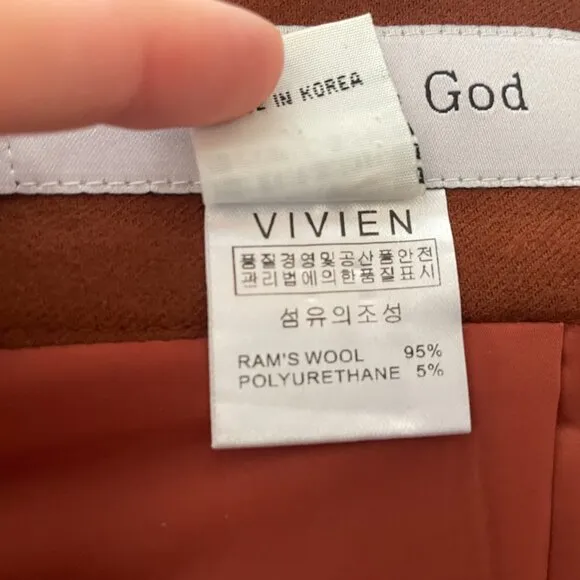 IN KOREA
God
VIVIEN
품질경영및공산품안전
관리법에의한품질표시
섬유의조성
RAM'S WOOL 95%
POLYURETHANE 5%